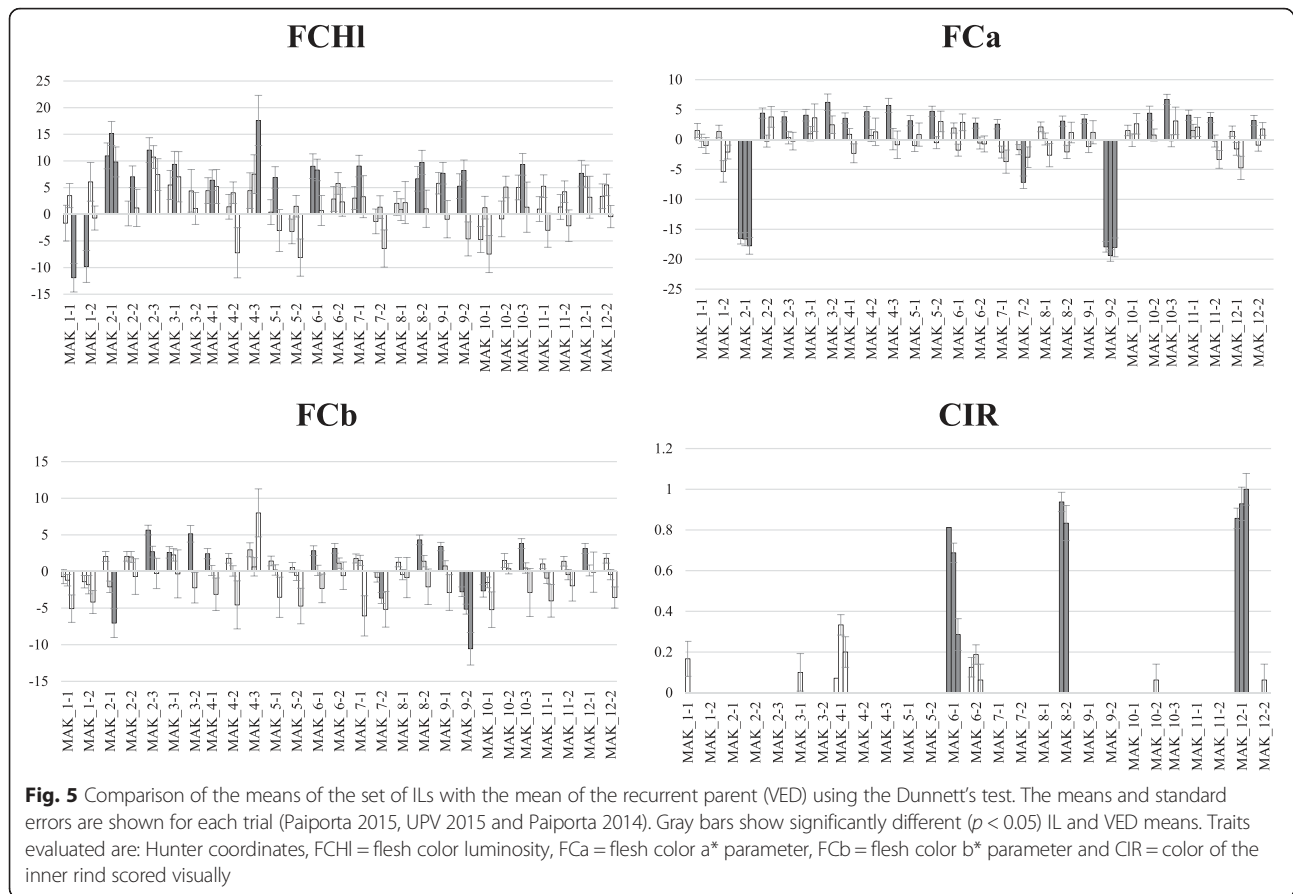 FCHl
25
20
15
10
5
0
-5
-10
-15
MAK_1-1
MAK_1-2
MAK_2-1
MAK_2-2
MAK_2-3
MAK_3-1
MAK_3-2
MAK_4-1
MAK_4-2
MAK_4-3
MAK_5-1
MAK_5-2
MAK_6-1
MAK_6-2
MAK_7-1
MAK_7-2
MAK_8-1
MAK_8-2
MAK_9-1
MAK_9-2
MAK_10-1
MAK_10-2
MAK_10-3
MAK_11-1
MAK_11-2
MAK_12-1
MAK_12-2
FCa
10
5
0
-5
-10
-15
-20
-25
MAK_1-1
MAK_1-2
MAK_2-1
MAK_2-2
MAK_2-3
MAK_3-1
MAK_3-2
MAK_4-1
MAK_4-2
MAK_4-3
MAK_5-1
MAK_5-2
MAK_6-1
MAK_6-2
MAK_7-1
MAK_7-2
MAK_8-1
MAK_8-2
MAK_9-1
MAK_9-2
MAK_10-1
MAK_10-2
MAK_10-3
MAK_11-1
MAK_11-2
MAK_12-1
MAK_12-2
FCb
15
10
5
0
-5
-10
-15
MAK_1-1
MAK_1-2
MAK_2-1
MAK_2-2
MAK_2-3
MAK_3-1
MAK_3-2
MAK_4-1
MAK_4-2
MAK_4-3
MAK_5-1
MAK_5-2
MAK_6-1
MAK_6-2
MAK_7-1
MAK_7-2
MAK_8-1
MAK_8-2
MAK_9-1
MAK_9-2
MAK_10-1
MAK_10-2
MAK_10-3
MAK_11-1
MAK_11-2
MAK_12-1
MAK_12-2
CIR
1.2
1
0.8
0.6
0.4
0.2
0
MAK_1-1
MAK_1-2
MAK_2-1
MAK_2-2
MAK_3-1
MAK_3-2
MAK_4-1
MAK_4-2
MAK_4-3
MAK_5-1
MAK_5-2
MAK_6-1
MAK_6-2
MAK_7-1
MAK_7-2
MAK_8-1
MAK_8-2
MAK_9-1
MAK_9-2
MAK_10-1
MAK_10-2
MAK_10-3
MAK_11-1
MAK_11-2
MAK_12-1
MAK_12-2
Fig. 5 Comparison of the means of the set of ILs with the mean of the recurrent parent (VED) using the Dunnett's test. The means and standard
errors are shown for each trial (Paiporta 2015, UPV 2015 and Paiporta 2014). Gray bars show significantly different (p < 0.05) IL and VED means. Traits
evaluated are: Hunter coordinates, FCHl = flesh color luminosity, FCa = flesh color a* parameter, FCb = flesh color b* parameter and CIR = color of the
inner rind scored visually